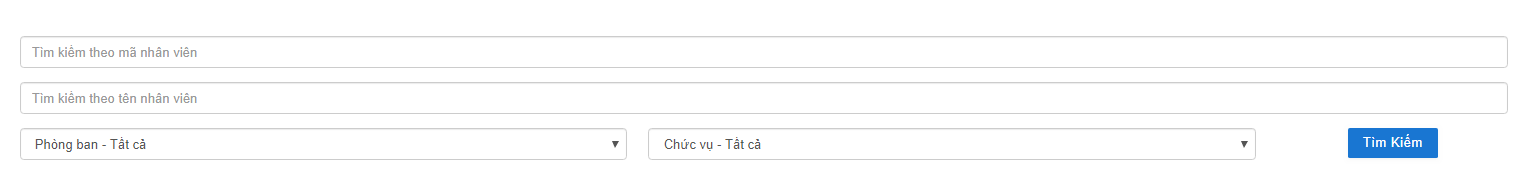 Tìm kiếm theo mã nhân viên
Tìm kiếm theo tên nhân viên
Phòng ban - Tất cả Chức vụ - Tất cả Tìm Kiếm